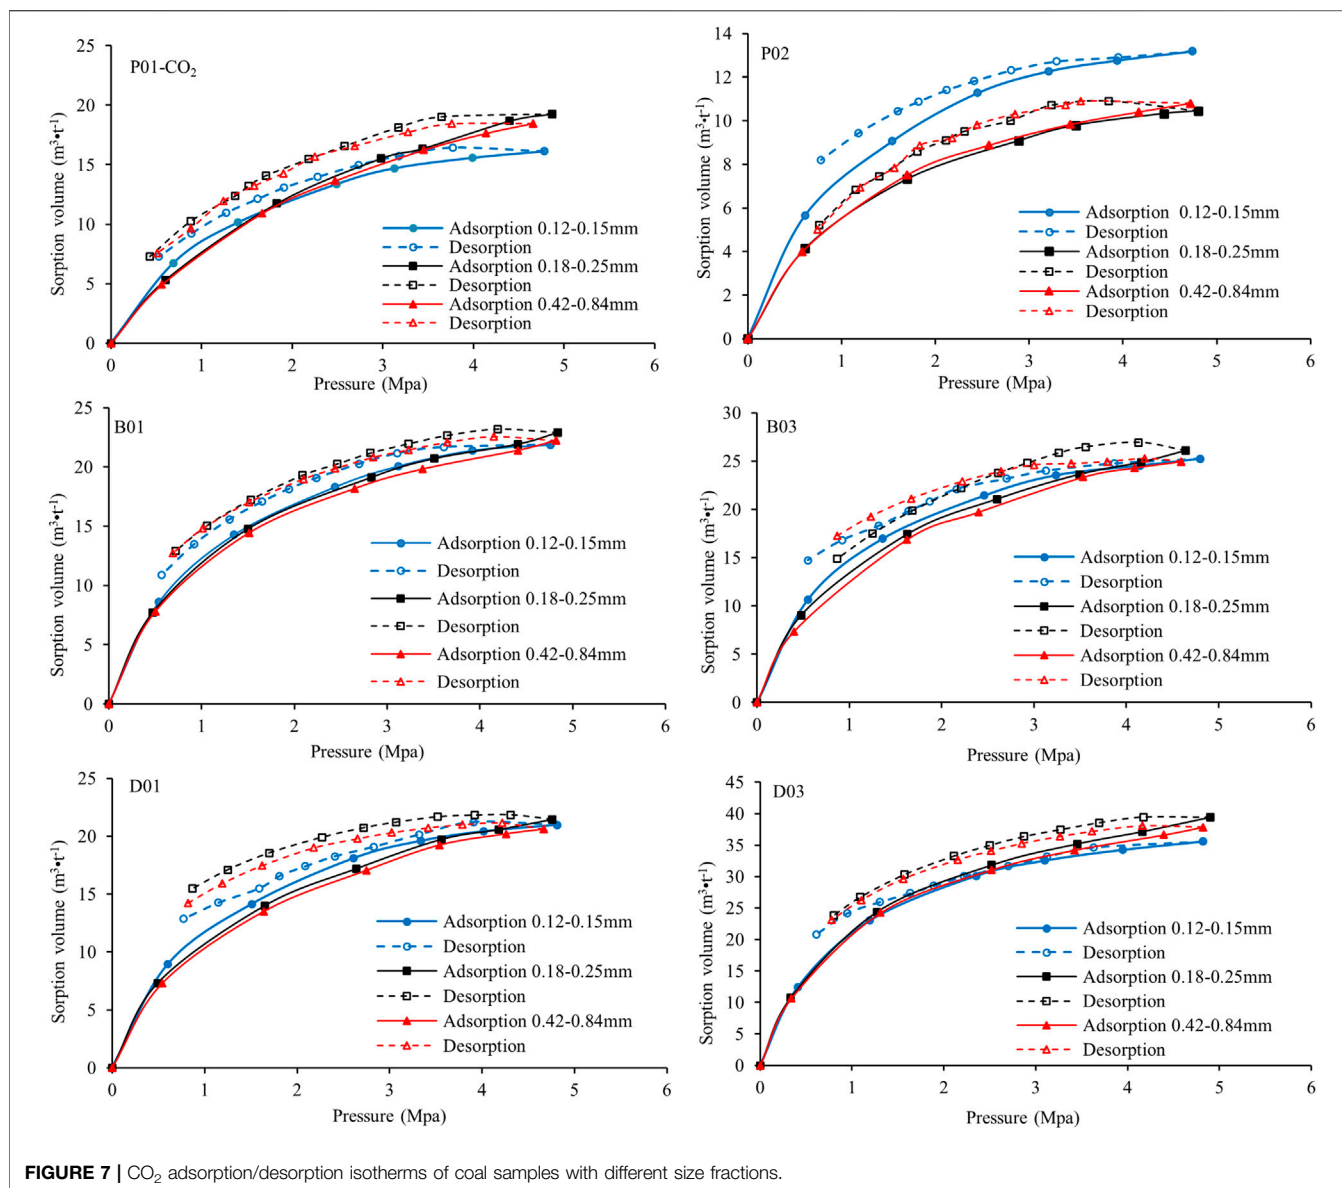 P01-CO₂
Sorption volume (m³•t⁻¹)
25
20
15
10
5
0
Adsorption 0.12-0.15mm
Desorption
Adsorption 0.18-0.25mm
Desorption
Adsorption 0.42-0.84mm
Desorption
0 1 2 3 4 5 6
Pressure (Mpa)
P02
Sorption volume (m³•t⁻¹)
14
12
10
8
6
4
2
0
Adsorption 0.12-0.15mm
Desorption
Adsorption 0.18-0.25mm
Desorption
Adsorption 0.42-0.84mm
Desorption
0 1 2 3 4 5 6
Pressure (Mpa)
B01
Sorption volume (m³•t⁻¹)
25
20
15
10
5
0
Adsorption 0.12-0.15mm
Desorption
Adsorption 0.18-0.25mm
Desorption
Adsorption 0.42-0.84mm
Desorption
0 1 2 3 4 5 6
Pressure (Mpa)
B03
Sorption volume (m³•t⁻¹)
30
25
20
15
10
5
0
Adsorption 0.12-0.15mm
Desorption
Adsorption 0.18-0.25mm
Desorption
Adsorption 0.42-0.84mm
Desorption
0 1 2 3 4 5 6
Pressure (Mpa)
D01
Sorption volume (m³•t⁻¹)
25
20
15
10
5
0
Adsorption 0.12-0.15mm
Desorption
Adsorption 0.18-0.25mm
Desorption
Adsorption 0.42-0.84mm
Desorption
0 1 2 3 4 5 6
Pressure (Mpa)
D03
Sorption volume (m³•t⁻¹)
45
40
35
30
25
20
15
10
5
0
Adsorption 0.12-0.15mm
Desorption
Adsorption 0.18-0.25mm
Desorption
Adsorption 0.42-0.84mm
Desorption
0 1 2 3 4 5 6
Pressure (Mpa)
FIGURE 7 | CO₂ adsorption/desorption isotherms of coal samples with different size fractions.